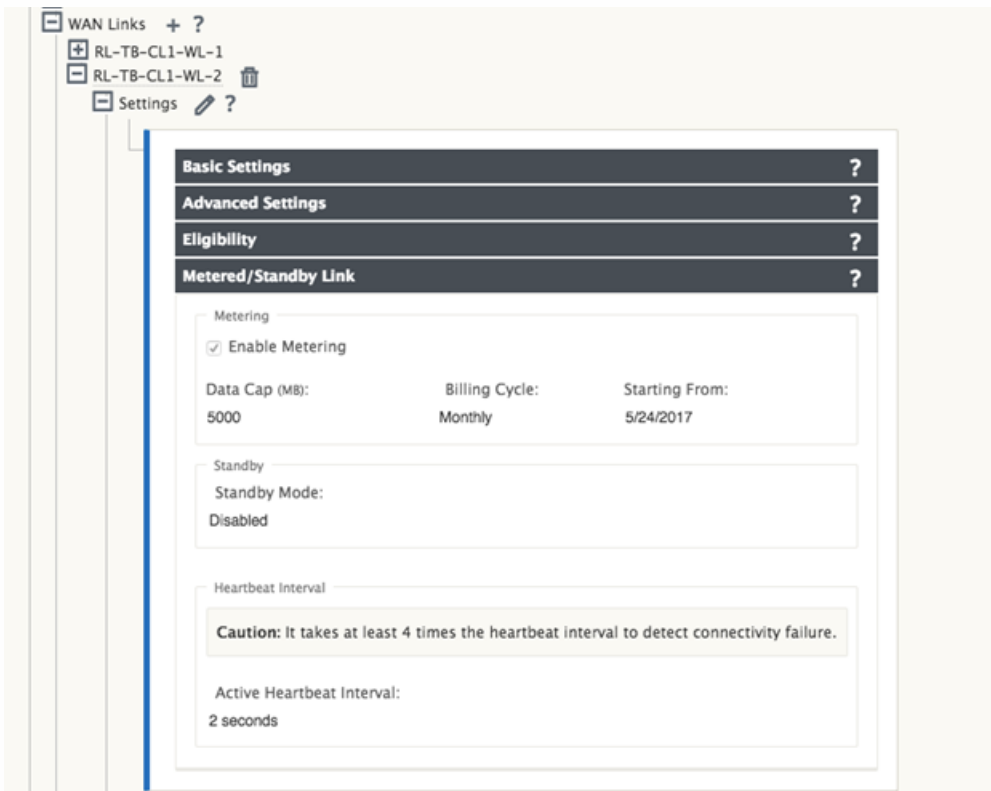 WAN Links + ?
RL-TB-CL1-WL-1
RL-TB-CL1-WL-2
Settings ?
Basic Settings ?
Advanced Settings ?
Eligibility ?
Metered/Standby Link ?
Metering
Enable Metering
Data Cap (MB): Billing Cycle: Starting From:
5000 Monthly 5/24/2017
Standby
Standby Mode:
Disabled
Heartbeat Interval
Caution: It takes at least 4 times the heartbeat interval to detect connectivity failure.
Active Heartbeat Interval:
2 seconds